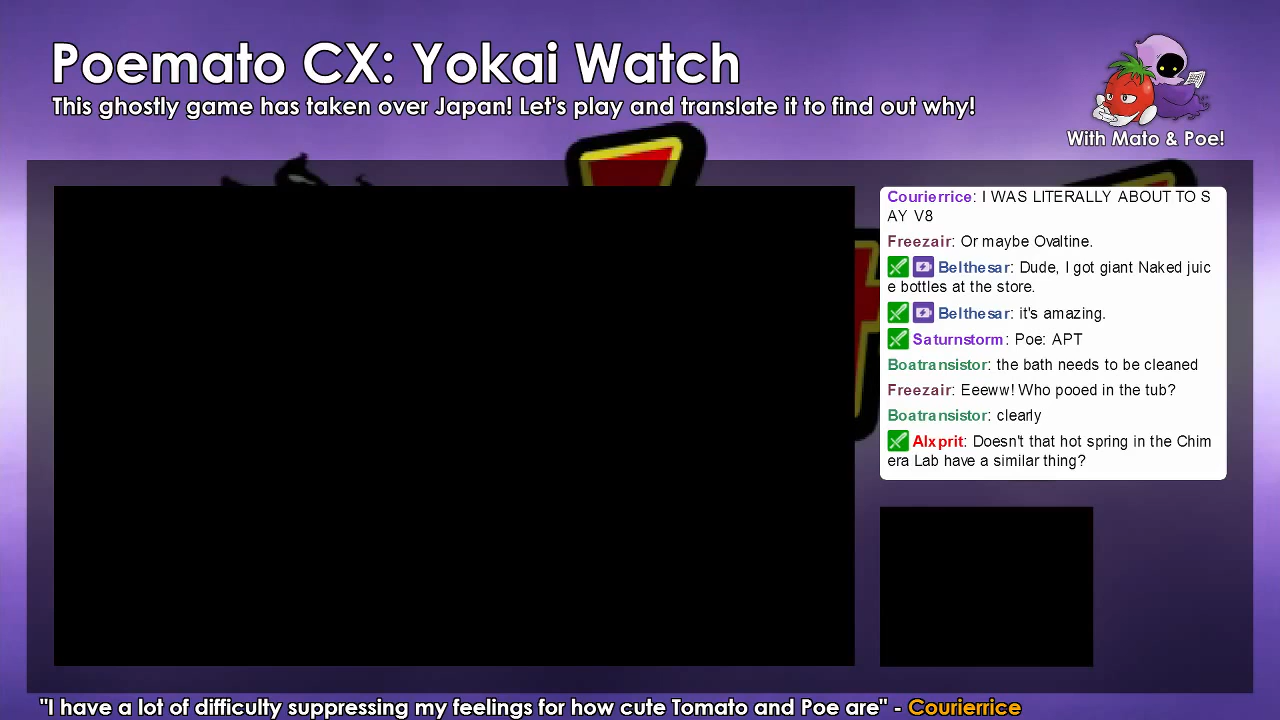 Poemato CX: Yokai Watch
This ghostly game has taken over Japan! Let's play and translate it to find out why!
With Mato & Poe!
Courierrice: I WAS LITERALLY ABOUT TO S
AY V8
Freezair: Or maybe Ovaltine.
Belthesar: Dude, I got giant Naked juic
e bottles at the store.
Belthesar: it's amazing.
Saturnstorm: Poe: APT
Boatransistor: the bath needs to be cleaned
Freezair: Eeeww! Who pooed in the tub?
Boatransistor: clearly
Alxprit: Doesn't that hot spring in the Chim
era Lab have a similar thing?
"I have a lot of difficulty suppressing my feelings for how cute Tomato and Poe are" - Courierrice